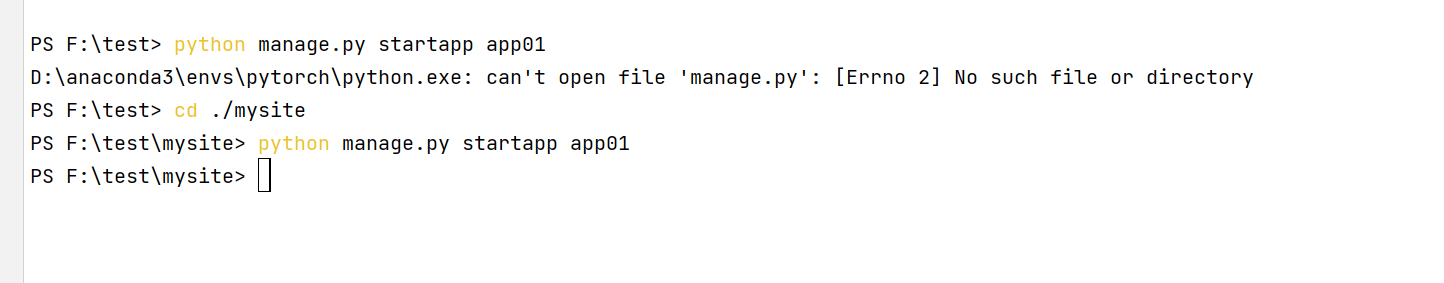 PS F:\test> python manage.py startapp app01
D:\anaconda3\envs\pytorch\python.exe: can't open file 'manage.py': [Errno 2] No such file or directory
PS F:\test> cd ./mysite
PS F:\test\mysite> python manage.py startapp app01
PS F:\test\mysite>